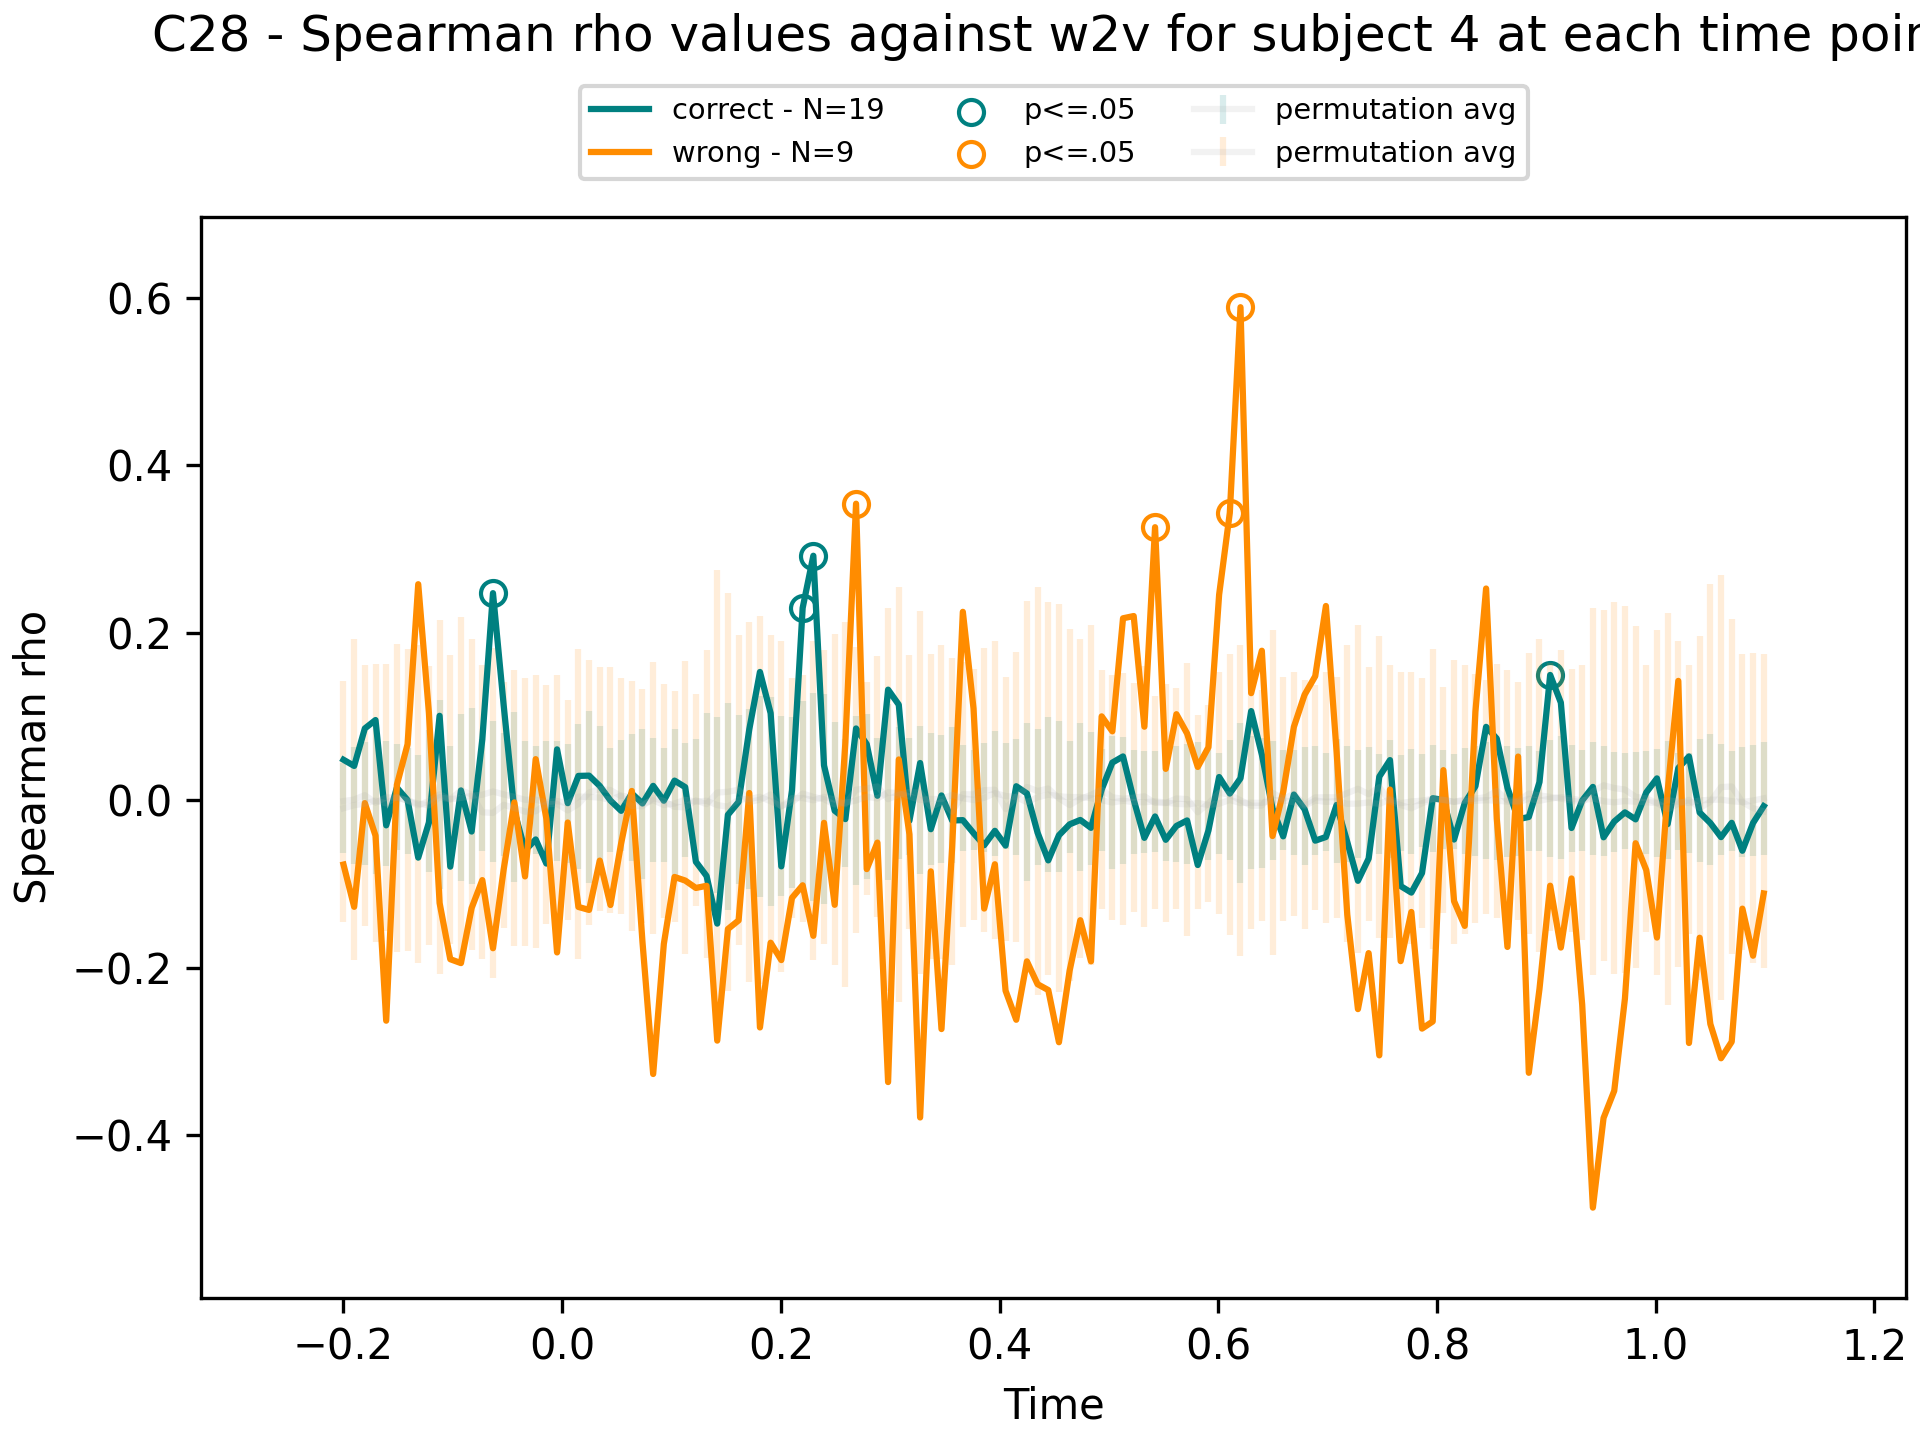 C28 - Spearman rho values against w2v for subject 4 at each time poin
correct - N=19
wrong - N=9
p<=.05
p<=.05
permutation avg
permutation avg
Spearman rho
0.6
0.4
0.2
0.0
−0.2
−0.4
−0.2 0.0 0.2 0.4 0.6 0.8 1.0 1.2
Time